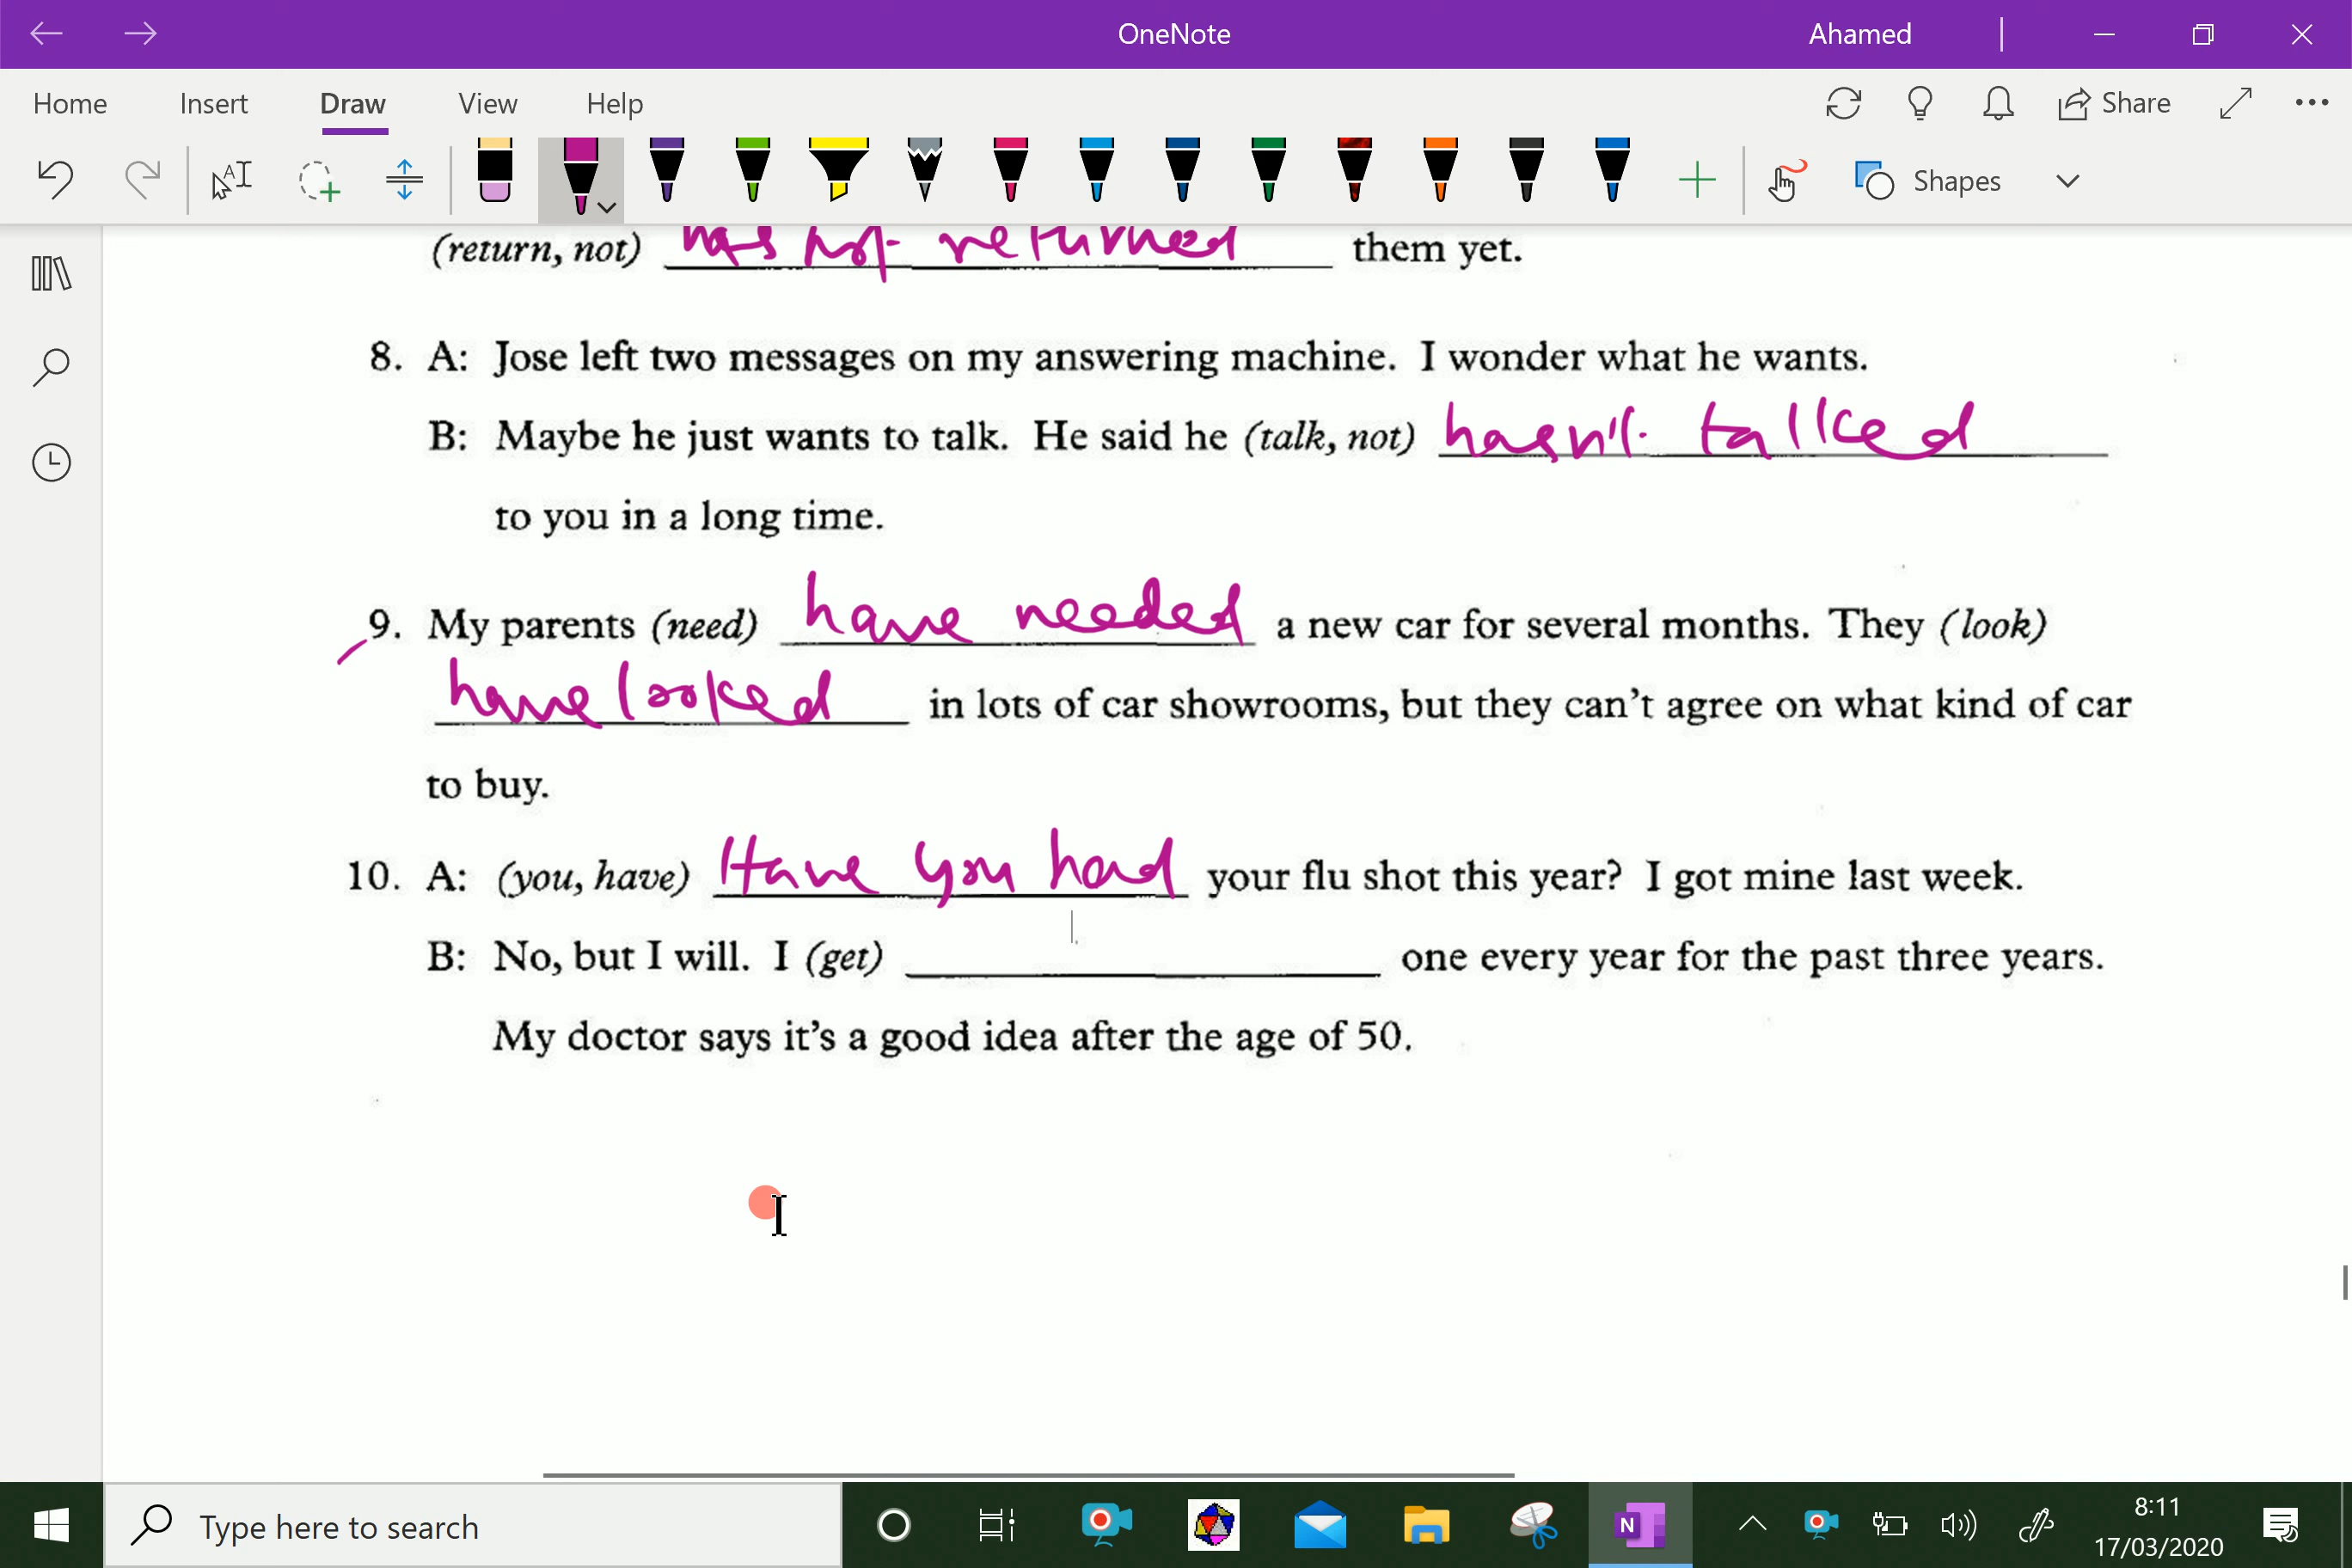 OneNote
Ahamed
Home Insert Draw View Help
Share
Shapes
(return, not) has not returned them yet.
8. A: Jose left two messages on my answering machine. I wonder what he wants.
B: Maybe he just wants to talk. He said he (talk, not) hasn't talked
to you in a long time.
9. My parents (need) have needed a new car for several months. They (look)
have looked in lots of car showrooms, but they can't agree on what kind of car
to buy.
10. A: (you, have) Have you had your flu shot this year? I got mine last week.
B: No, but I will. I (get) one every year for the past three years.
My doctor says it's a good idea after the age of 50.
Type here to search
N
8:11
17/03/2020